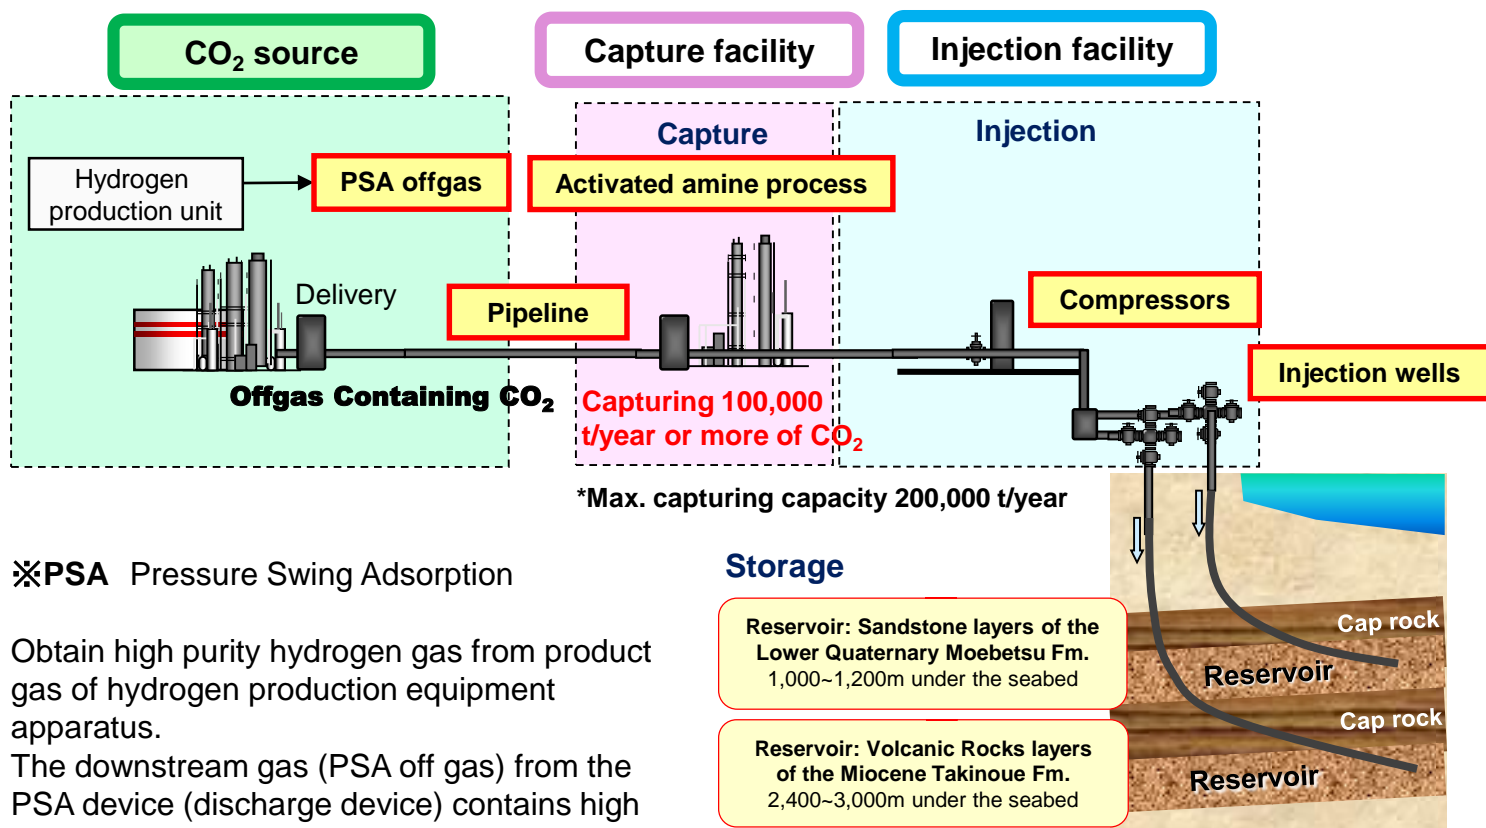 CO₂ source
Capture facility
Injection facility
Capture
Injection
Hydrogen
production unit
PSA offgas
Activated amine process
Delivery
Pipeline
Compressors
Injection wells
Offgas Containing CO₂
Capturing 100,000
t/year or more of CO₂
*Max. capturing capacity 200,000 t/year
※PSA Pressure Swing Adsorption
Obtain high purity hydrogen gas from product
gas of hydrogen production equipment
apparatus.
The downstream gas (PSA off gas) from the
PSA device (discharge device) contains high
Storage
Reservoir: Sandstone layers of the
Lower Quaternary Moebetsu Fm.
1,000~1,200m under the seabed
Reservoir: Volcanic Rocks layers
of the Miocene Takinoue Fm.
2,400~3,000m under the seabed
Cap rock
Reservoir
Cap rock
Reservoir